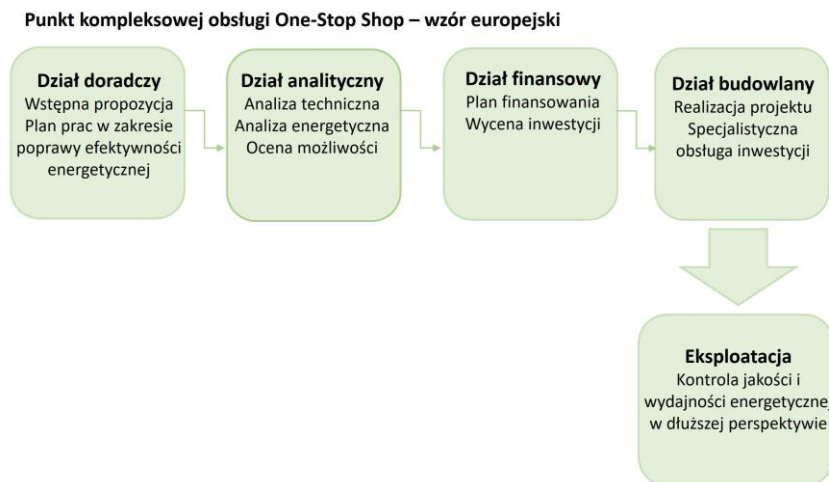 Punkt kompleksowej obsługi One-Stop Shop – wzór europejski
Dział doradczy
Wstępna propozycja
Plan prac w zakresie
poprawy efektywności
energetycznej
Dział analityczny
Analiza techniczna
Analiza energetyczna
Ocena możliwości
Dział finansowy
Plan finansowania
Wycena inwestycji
Dział budowlany
Realizacja projektu
Specjalistyczna
obsługa inwestycji
Eksploatacja
Kontrola jakości i
wydajności energetycznej
w dłuższej perspektywie